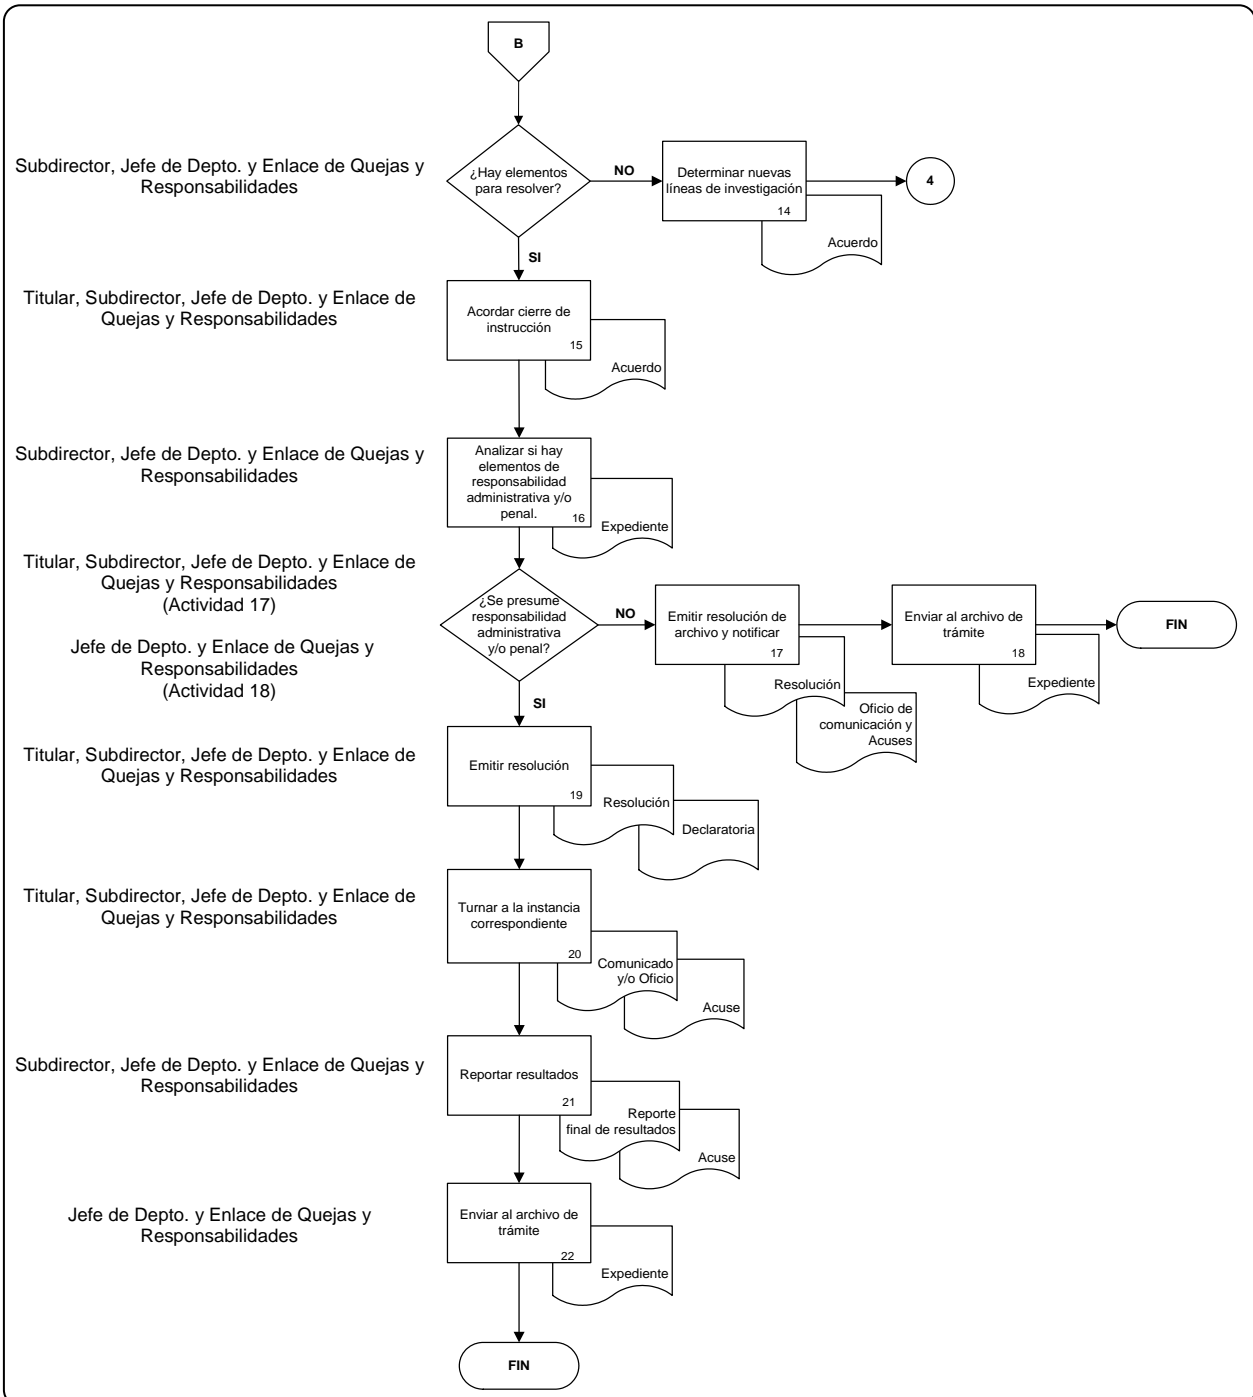 B
Subdirector, Jefe de Depto. y Enlace de Quejas y
Responsabilidades
¿Hay elementos
para resolver?
NO
Determinar nuevas
líneas de investigación
14
Acuerdo
4
SI
Titular, Subdirector, Jefe de Depto. y Enlace de
Quejas y Responsabilidades
Acordar cierre de
instrucción
15
Acuerdo
Subdirector, Jefe de Depto. y Enlace de Quejas y
Responsabilidades
Analizar si hay
elementos de
responsabilidad
administrativa y/o
penal.
16
Expediente
Titular, Subdirector, Jefe de Depto. y Enlace de
Quejas y Responsabilidades
(Actividad 17)
Jefe de Depto. y Enlace de Quejas y
Responsabilidades
(Actividad 18)
¿Se presume
responsabilidad
administrativa
y/o penal?
NO
Emitir resolución de
archivo y notificar
17
Resolución
Oficio de
comunicación y
Acuses
Enviar al archivo de
trámite
18
Expediente
FIN
SI
Titular, Subdirector, Jefe de Depto. y Enlace de
Quejas y Responsabilidades
Emitir resolución
19
Resolución
Declaratoria
Titular, Subdirector, Jefe de Depto. y Enlace de
Quejas y Responsabilidades
Turnar a la instancia
correspondiente
20
Comunicado
y/o Oficio
Acuse
Subdirector, Jefe de Depto. y Enlace de Quejas y
Responsabilidades
Reportar resultados
21
Reporte
final de resultados
Acuse
Jefe de Depto. y Enlace de Quejas y
Responsabilidades
Enviar al archivo de
trámite
22
Expediente
FIN